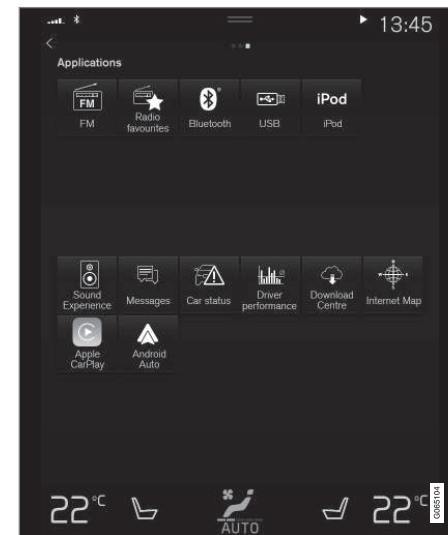 13:45
Applications
FM
iPod
FM
Radio
favourites
Bluetooth
USB
iPod
Sound
Experience
Messages
Car status
Driver
performance
Download
Centre
Internet Map
Apple
CarPlay
Android
Auto
22°C
AUTO
22°C
G065104